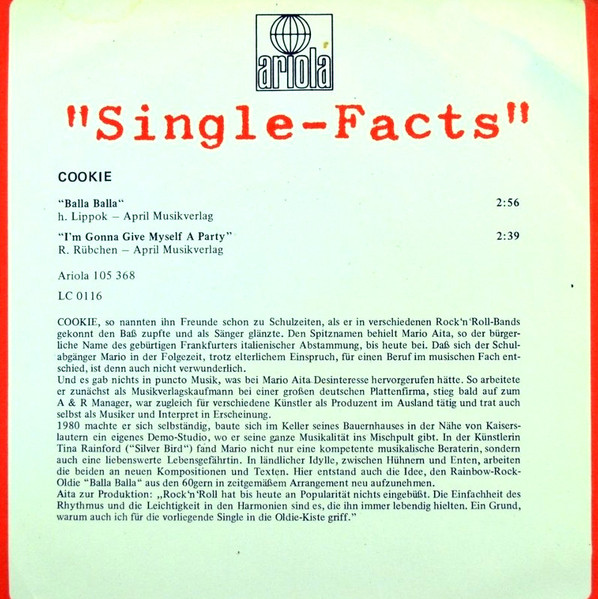 ariola
"Single-Facts"
COOKIE
“Balla Balla“ 2:56
h. Lippok – April Musikverlag
“I'm Gonna Give Myself A Party” 2:39
R. Rübchen – April Musikverlag
Ariola 105 368
LC 0116
COOKIE, so nannten ihn Freunde schon zu Schulzeiten, als er in verschiedenen Rock'n'Roll-Bands
gekonnt den Baß zupfte und als Sänger glänzte. Den Spitznamen behielt Mario Aita, so der bürger-
liche Name des gebürtigen Frankfurters italienischer Abstammung, bis heute bei. Daß sich der Schul-
abgänger Mario in der Folgezeit, trotz elterlichem Einspruch, für einen Beruf im musischen Fach ent-
schied, ist denn auch nicht verwunderlich.
Und es gab nichts in puncto Musik, was bei Mario Aita Desinteresse hervorgerufen hätte. So arbeitete
er zunächst als Musikverlagskaufmann bei einer großen deutschen Plattenfirma, stieg bald auf zum
A & R Manager, war zugleich für verschiedene Künstler als Produzent im Ausland tätig und trat auch
selbst als Musiker und Interpret in Erscheinung.
1980 machte er sich selbständig, baute sich im Keller seines Bauernhauses in der Nähe von Kaisers-
lautern ein eigenes Demo-Studio, wo er seine ganze Musikalität ins Mischpult gibt. In der Künstlerin
Tina Rainford (“Silver Bird“) fand Mario nicht nur eine kompetente musikalische Beraterin, sondern
auch eine liebenswerte Lebensgefährtin. In ländlicher Idylle, zwischen Hühnern und Enten, arbeiten
die beiden an neuen Kompositionen und Texten. Hier entstand auch die Idee, den Rainbow-Rock-
Oldie “Balla Balla“ aus den 60gern in zeitgemäßem Arrangement neu aufzunehmen.
Aita zur Produktion: „Rock'n'Roll hat bis heute an Popularität nichts eingebüßt. Die Einfachheit des
Rhythmus und die Leichtigkeit in den Harmonien sind es, die ihn immer lebendig hielten. Ein Grund,
warum auch ich für die vorliegende Single in die Oldie-Kiste griff.”